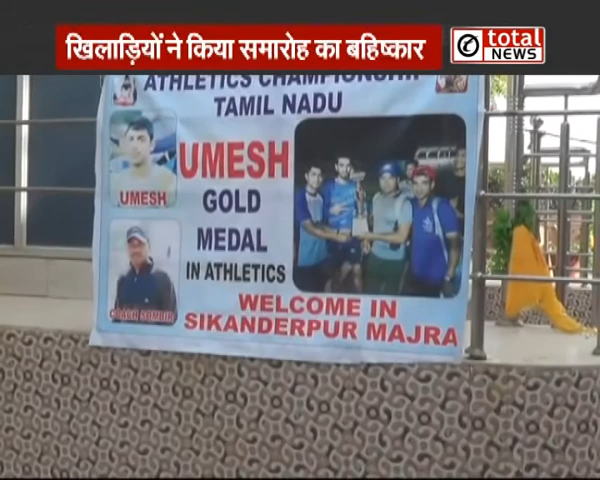 खिलाड़ियों ने किया समारोह का बहिष्कार
total
NEWS
ATHLETICS CHAMPIONSHIP
TAMIL NADU
UMESH
GOLD
MEDAL
IN ATHLETICS
UMESH
COACH SOMBIR
WELCOME IN
SIKANDERPUR MAJRA